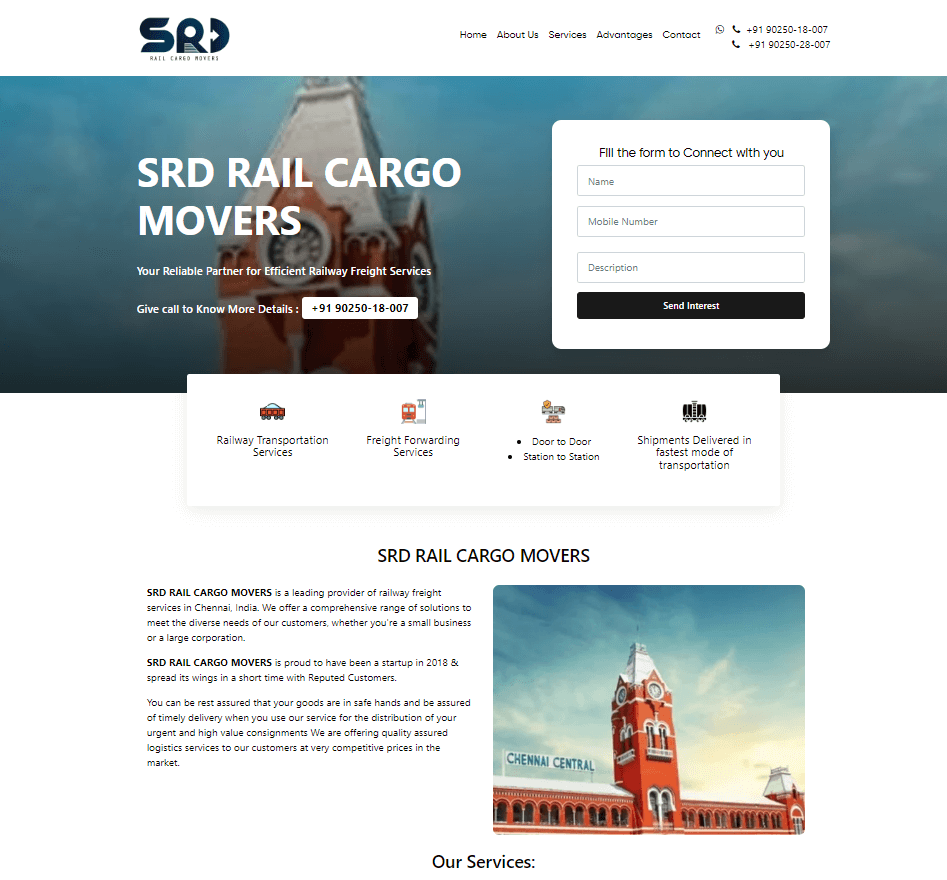 SRD
RAIL CARGO MOVERS
Home About Us Services Advantages Contact
+91 90250-18-007
+91 90250-28-007
SRD RAIL CARGO
MOVERS
Your Reliable Partner for Efficient Railway Freight Services
Give call to Know More Details : +91 90250-18-007
Fill the form to Connect with you
Name
Mobile Number
Description
Send Interest
Railway Transportation
Services
Freight Forwarding
Services
• Door to Door
• Station to Station
Shipments Delivered in
fastest mode of
transportation
SRD RAIL CARGO MOVERS
SRD RAIL CARGO MOVERS is a leading provider of railway freight
services in Chennai, India. We offer a comprehensive range of solutions to
meet the diverse needs of our customers, whether you're a small business
or a large corporation.
SRD RAIL CARGO MOVERS is proud to have been a startup in 2018 &
spread its wings in a short time with Reputed Customers.
You can be rest assured that your goods are in safe hands and be assured
of timely delivery when you use our service for the distribution of your
urgent and high value consignments We are offering quality assured
logistics services to our customers at very competitive prices in the
market.
CHENNAI CENTRAL
Our Services: